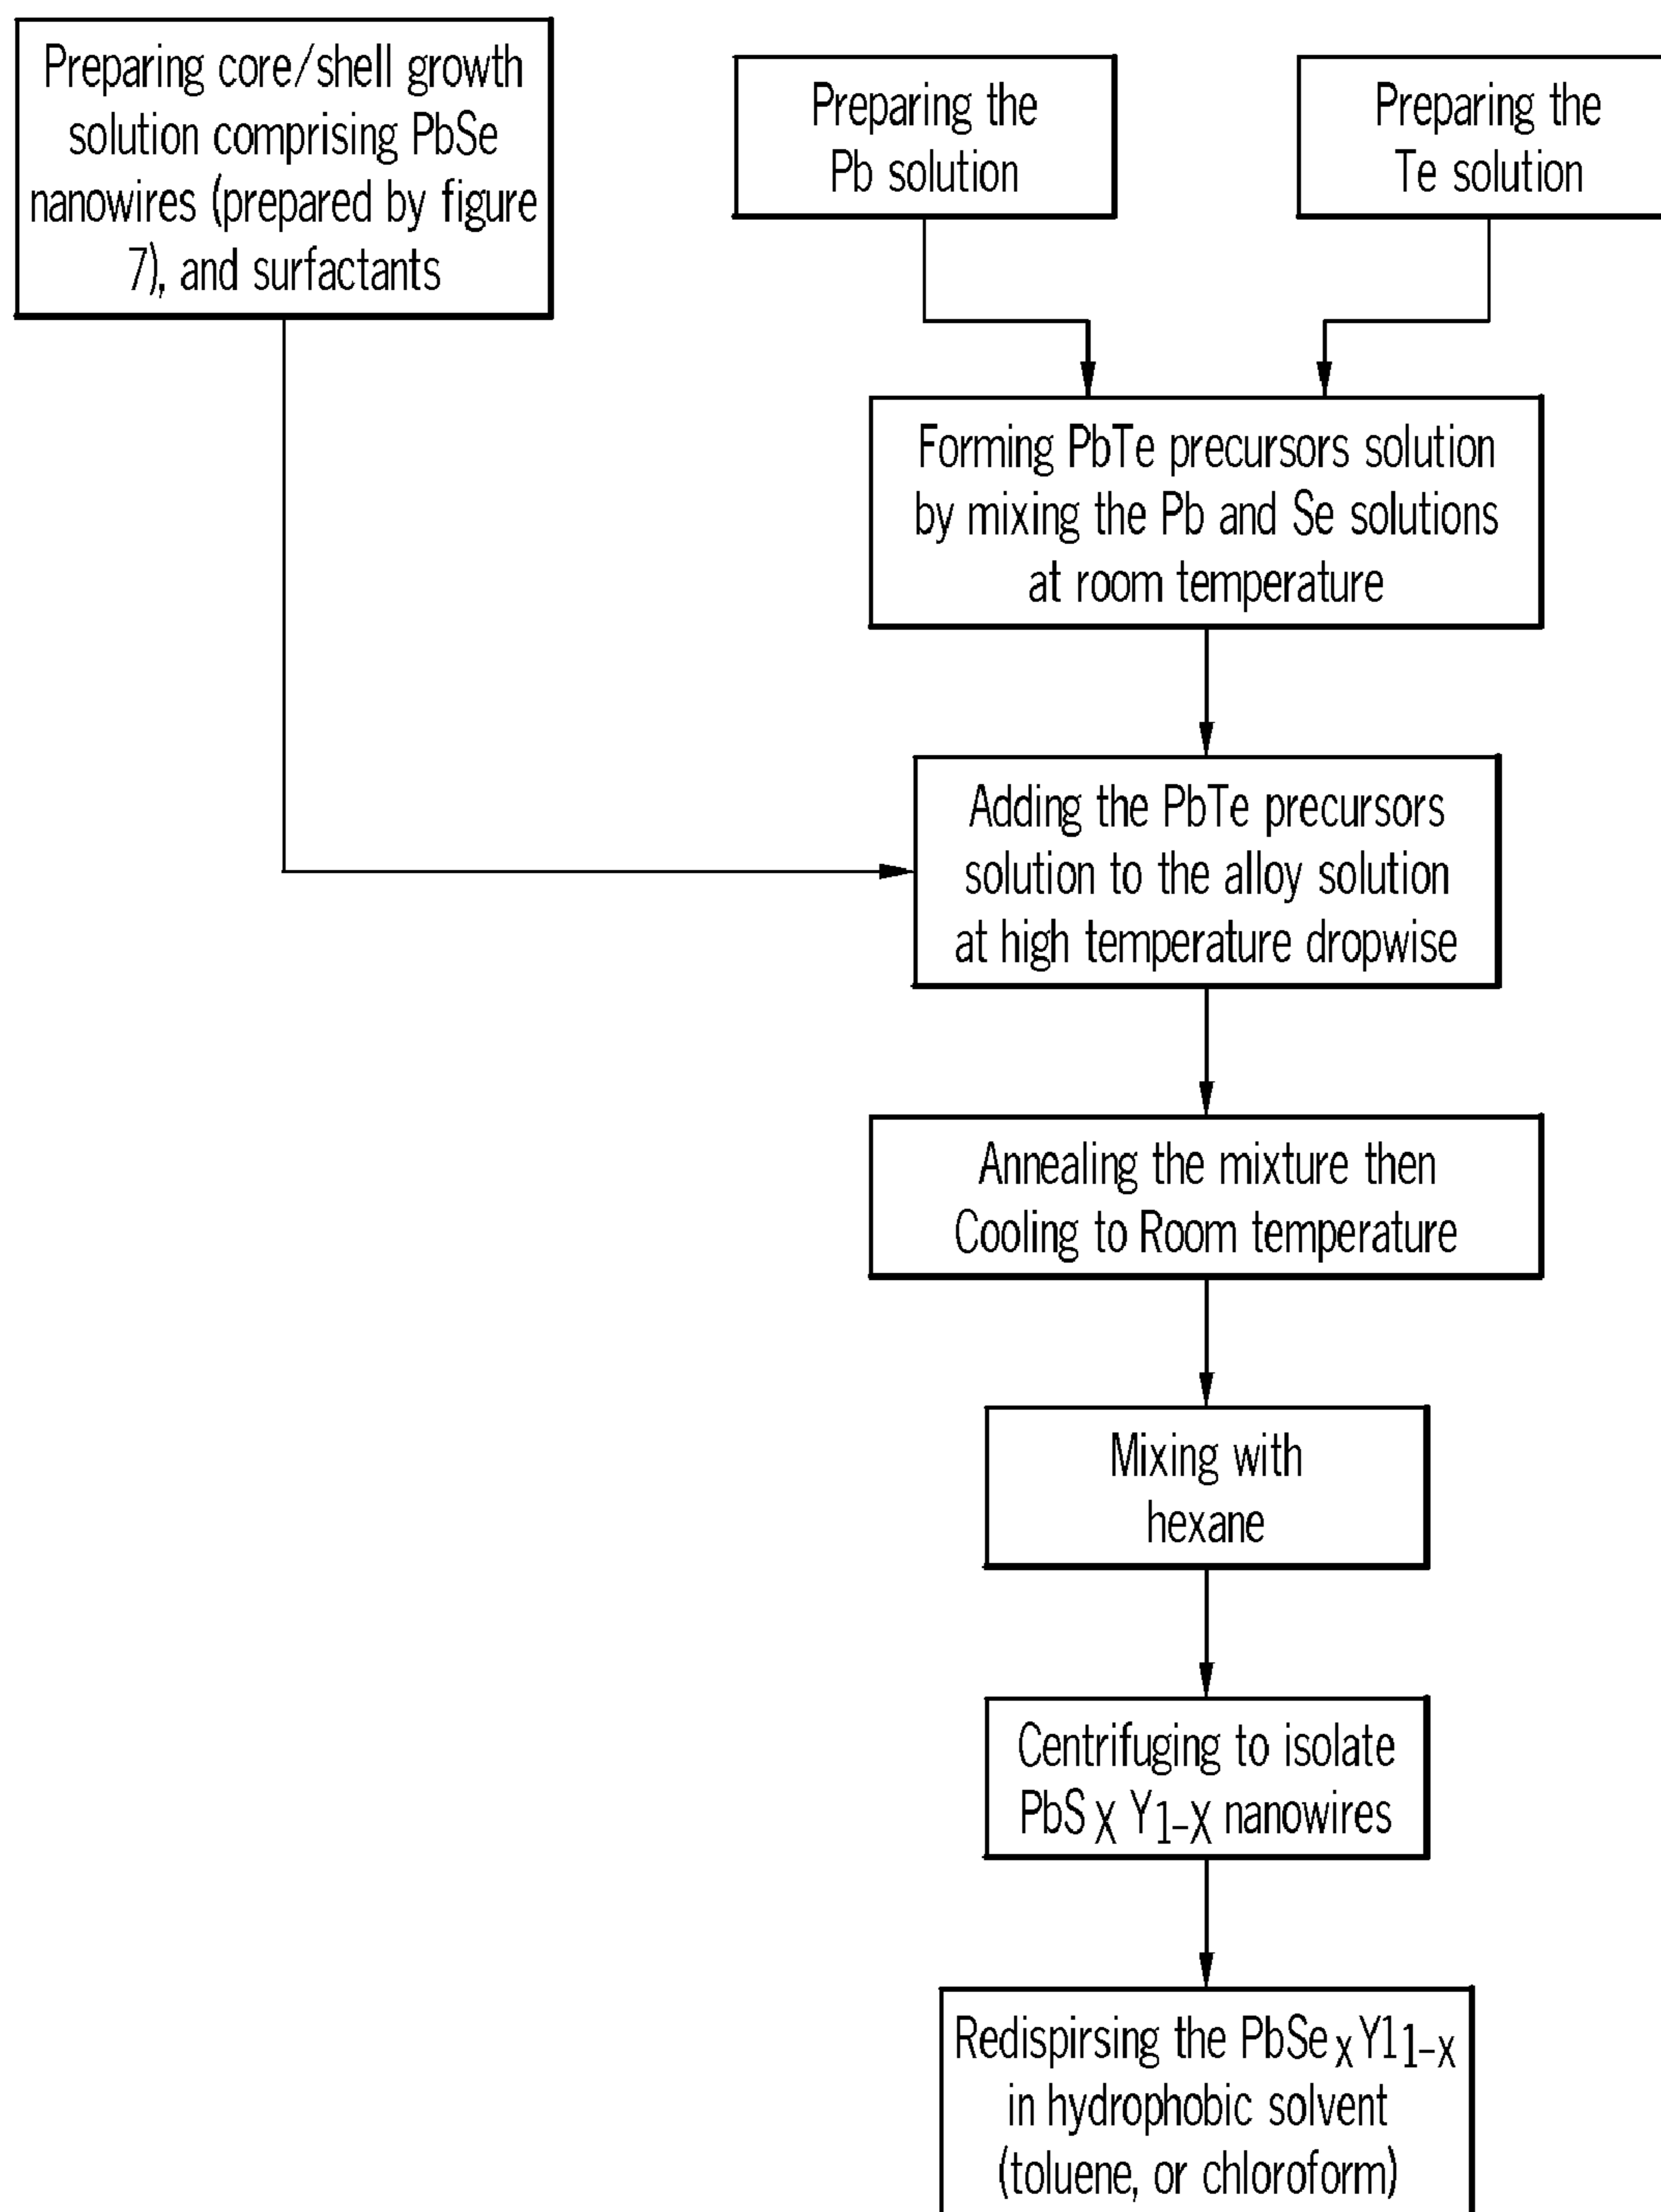 Preparing core/shell growth
solution comprising PbSe
nanowires (prepared by figure
7), and surfactants
Preparing the
Pb solution
Preparing the
Te solution
Forming PbTe precursors solution
by mixing the Pb and Se solutions
at room temperature
Adding the PbTe precursors
solution to the alloy solution
at high temperature dropwise
Annealing the mixture then
Cooling to Room temperature
Mixing with
hexane
Centrifuging to isolate
PbS X Y1-X nanowires
Redispirsing the PbSe X Y1 1-X
in hydrophobic solvent
(toluene, or chloroform)